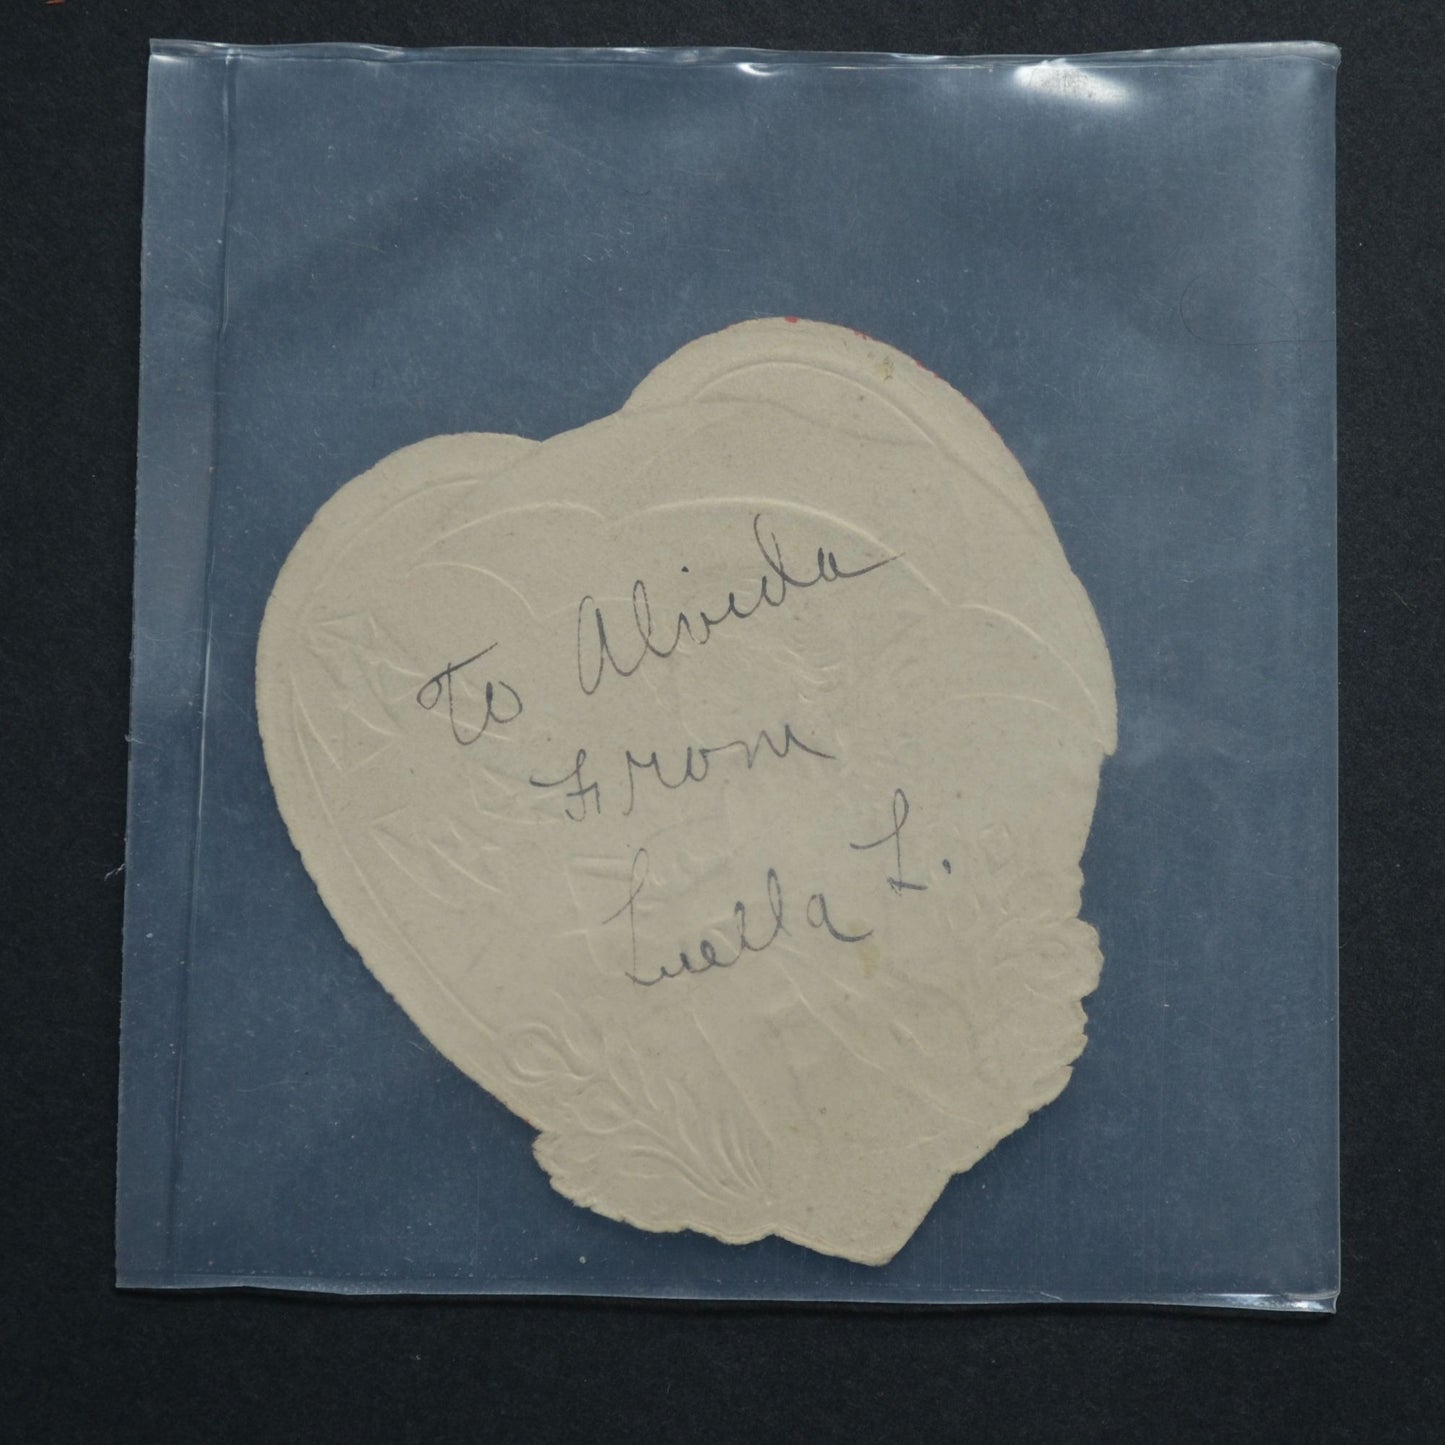 To Alvida
From
Luella L.